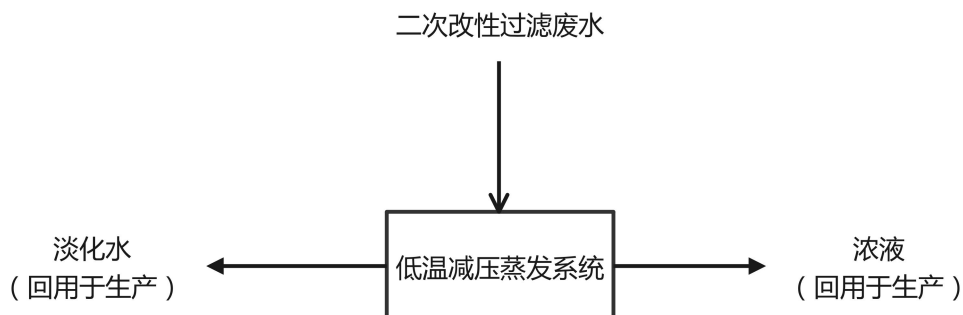 二次改性过滤废水
淡化水
（回用于生产）
低温减压蒸发系统
浓液
（回用于生产）